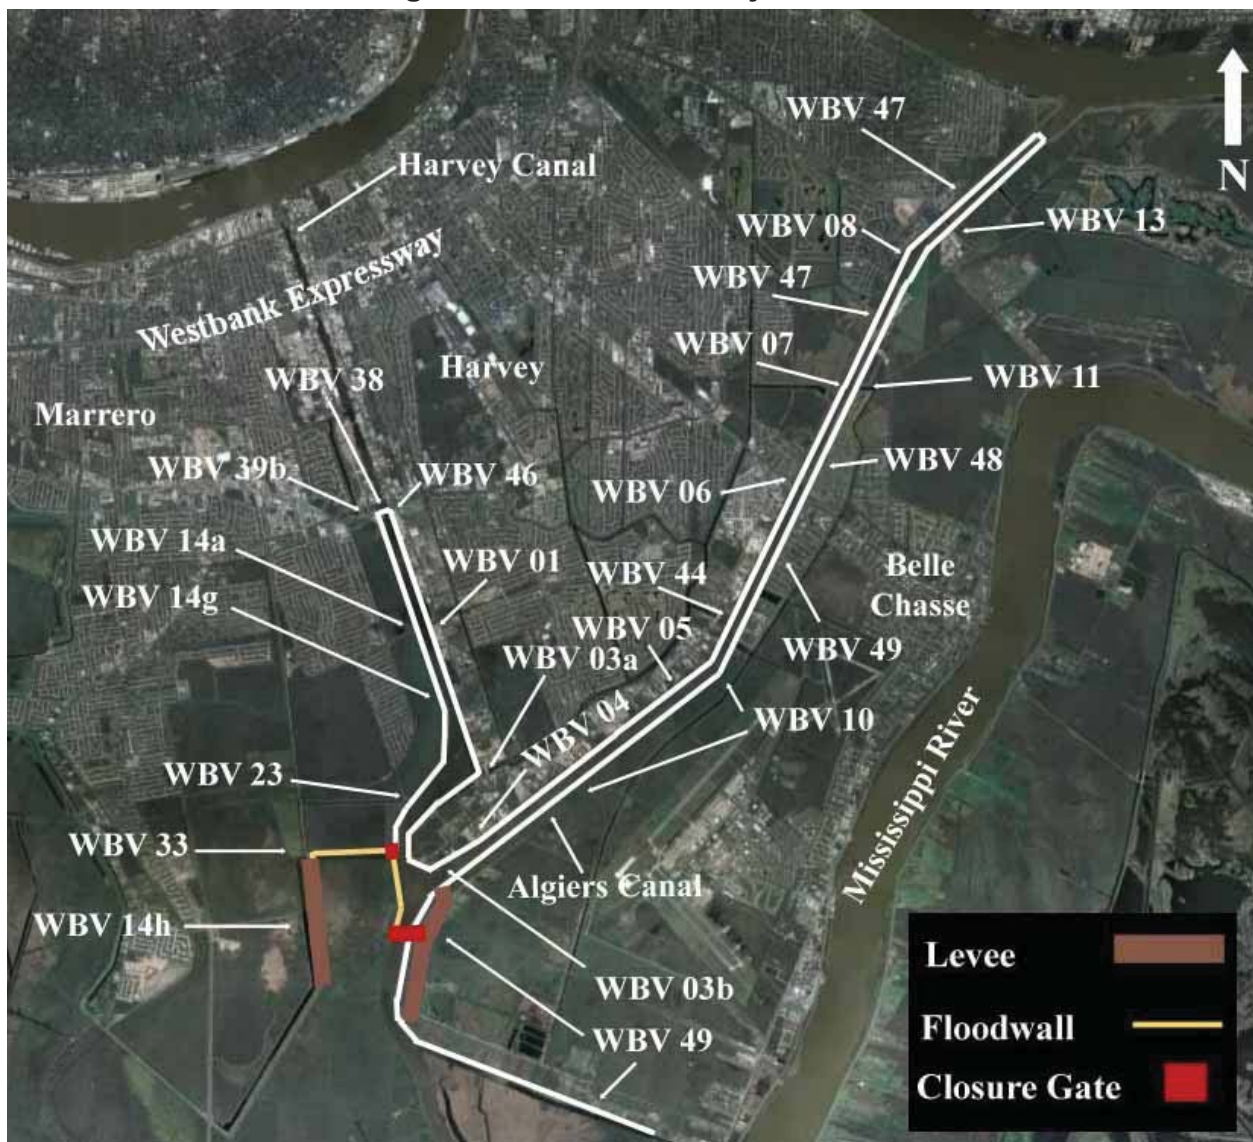 WBV 47
Harvey Canal
N
WBV 08
WBV 13
Westbank Expressway
WBV 47
WBV 07
WBV 38
Harvey
WBV 11
Marrero
WBV 39b
WBV 46
WBV 48
WBV 06
WBV 14a
WBV 01
WBV 44
Belle
Chasse
WBV 14g
WBV 05
WBV 03a
WBV 49
WBV 04
WBV 10
WBV 23
Mississippi River
WBV 33
Algiers Canal
WBV 14h
WBV 03b
WBV 49
Levee
Floodwall
Closure Gate